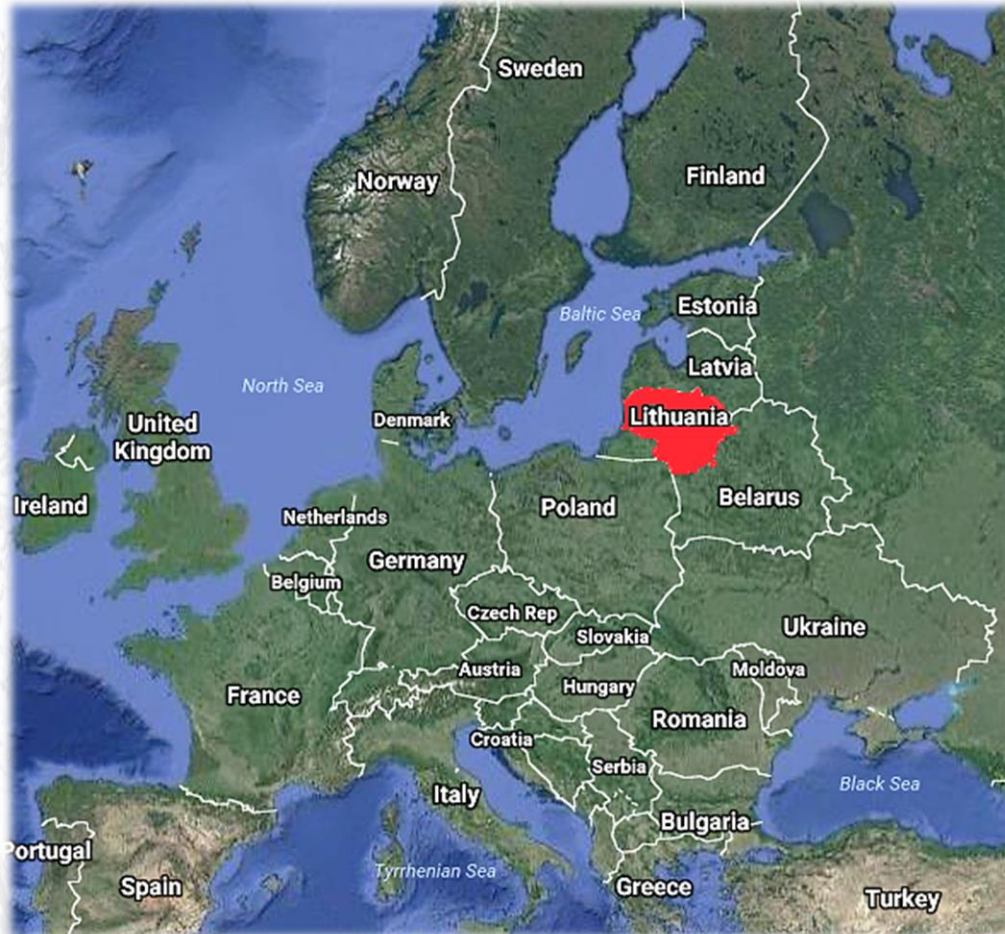 Sweden
Norway
Finland
Estonia
Baltic Sea
Latvia
North Sea
Lithuania
Denmark
United
Kingdom
Ireland
Belarus
Poland
Netherlands
Germany
Belgium
Czech Rep
Ukraine
Slovakia
Austria
Moldova
Hungary
France
Romania
Croatia
Serbia
Black Sea
Italy
Bulgaria
Portugal
Tyrrhenian Sea
Spain
Greece
Turkey